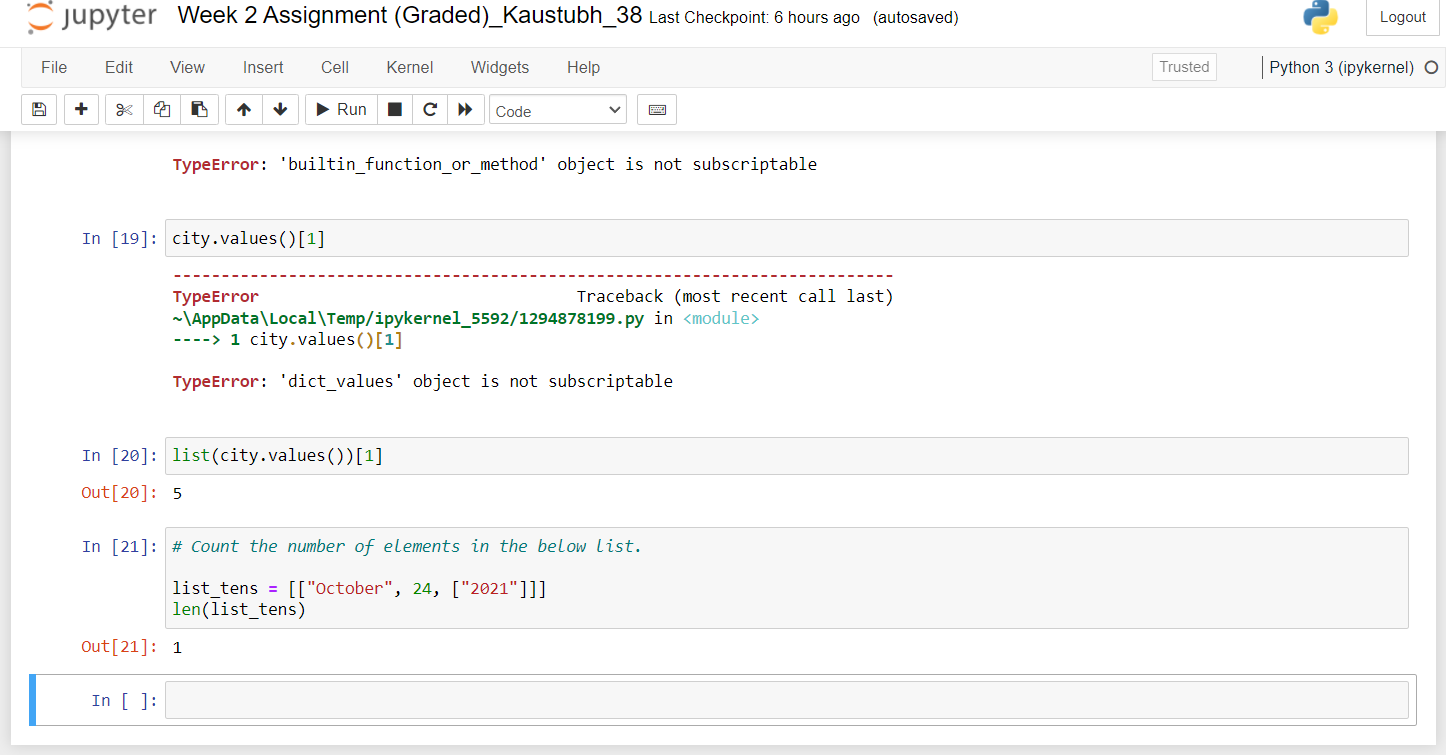 jupyter Week 2 Assignment (Graded)_Kaustubh_38 Last Checkpoint: 6 hours ago (autosaved) Logout
File Edit View Insert Cell Kernel Widgets Help Trusted Python 3 (ipykernel)
Run Code
TypeError: 'builtin_function_or_method' object is not subscriptable
In [19]: city.values()[1]
---------------------------------------------------------------------------
TypeError Traceback (most recent call last)
~\AppData\Local\Temp/ipykernel_5592/1294878199.py in <module>
----> 1 city.values()[1]
TypeError: 'dict_values' object is not subscriptable
In [20]: list(city.values())[1]
Out[20]: 5
In [21]: # Count the number of elements in the below list.
list_tens = [["October", 24, ["2021"]]]
len(list_tens)
Out[21]: 1
In [ ]: